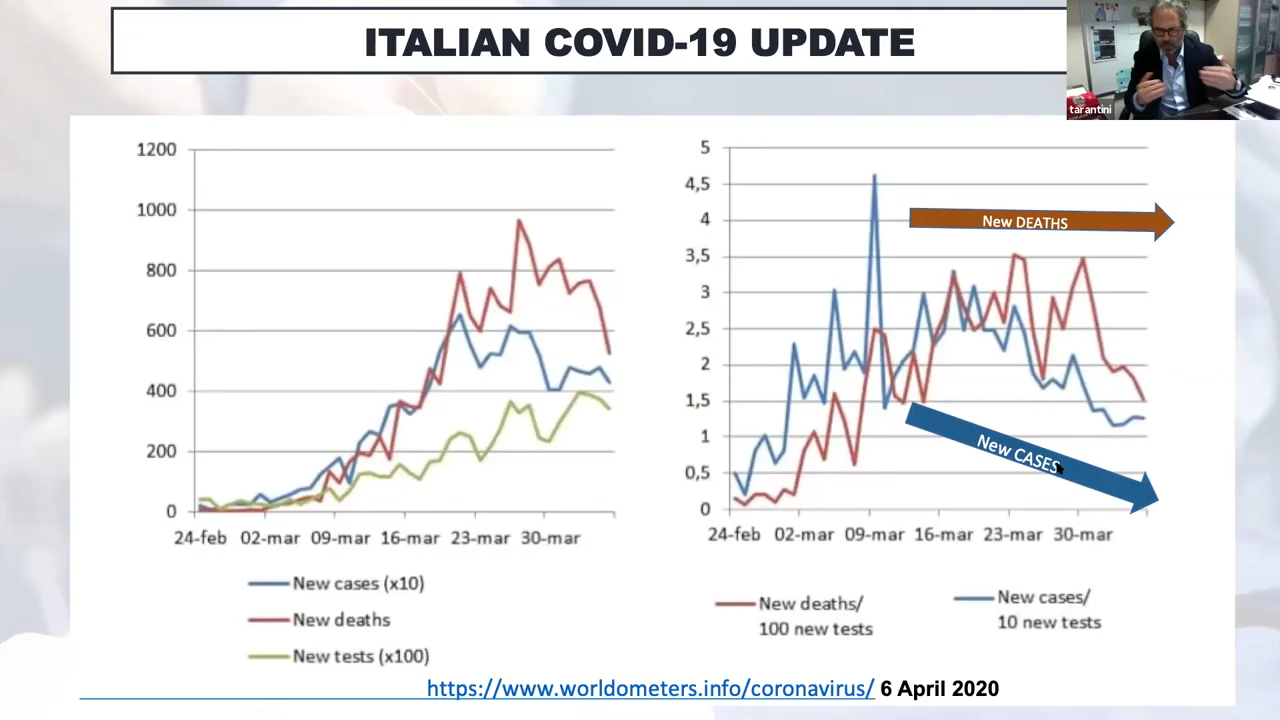 ITALIAN COVID-19 UPDATE
tarantini
1200
1000
800
600
400
200
0
24-feb 02-mar 09-mar 16-mar 23-mar 30-mar
New cases (x10)
New deaths
New tests (x100)
5
4,5
4
3,5
3
2,5
2
1,5
1
0,5
0
New DEATHS
New CASES
24-feb 02-mar 09-mar 16-mar 23-mar 30-mar
New deaths/
100 new tests
New cases/
10 new tests
https://www.worldometers.info/coronavirus/ 6 April 2020